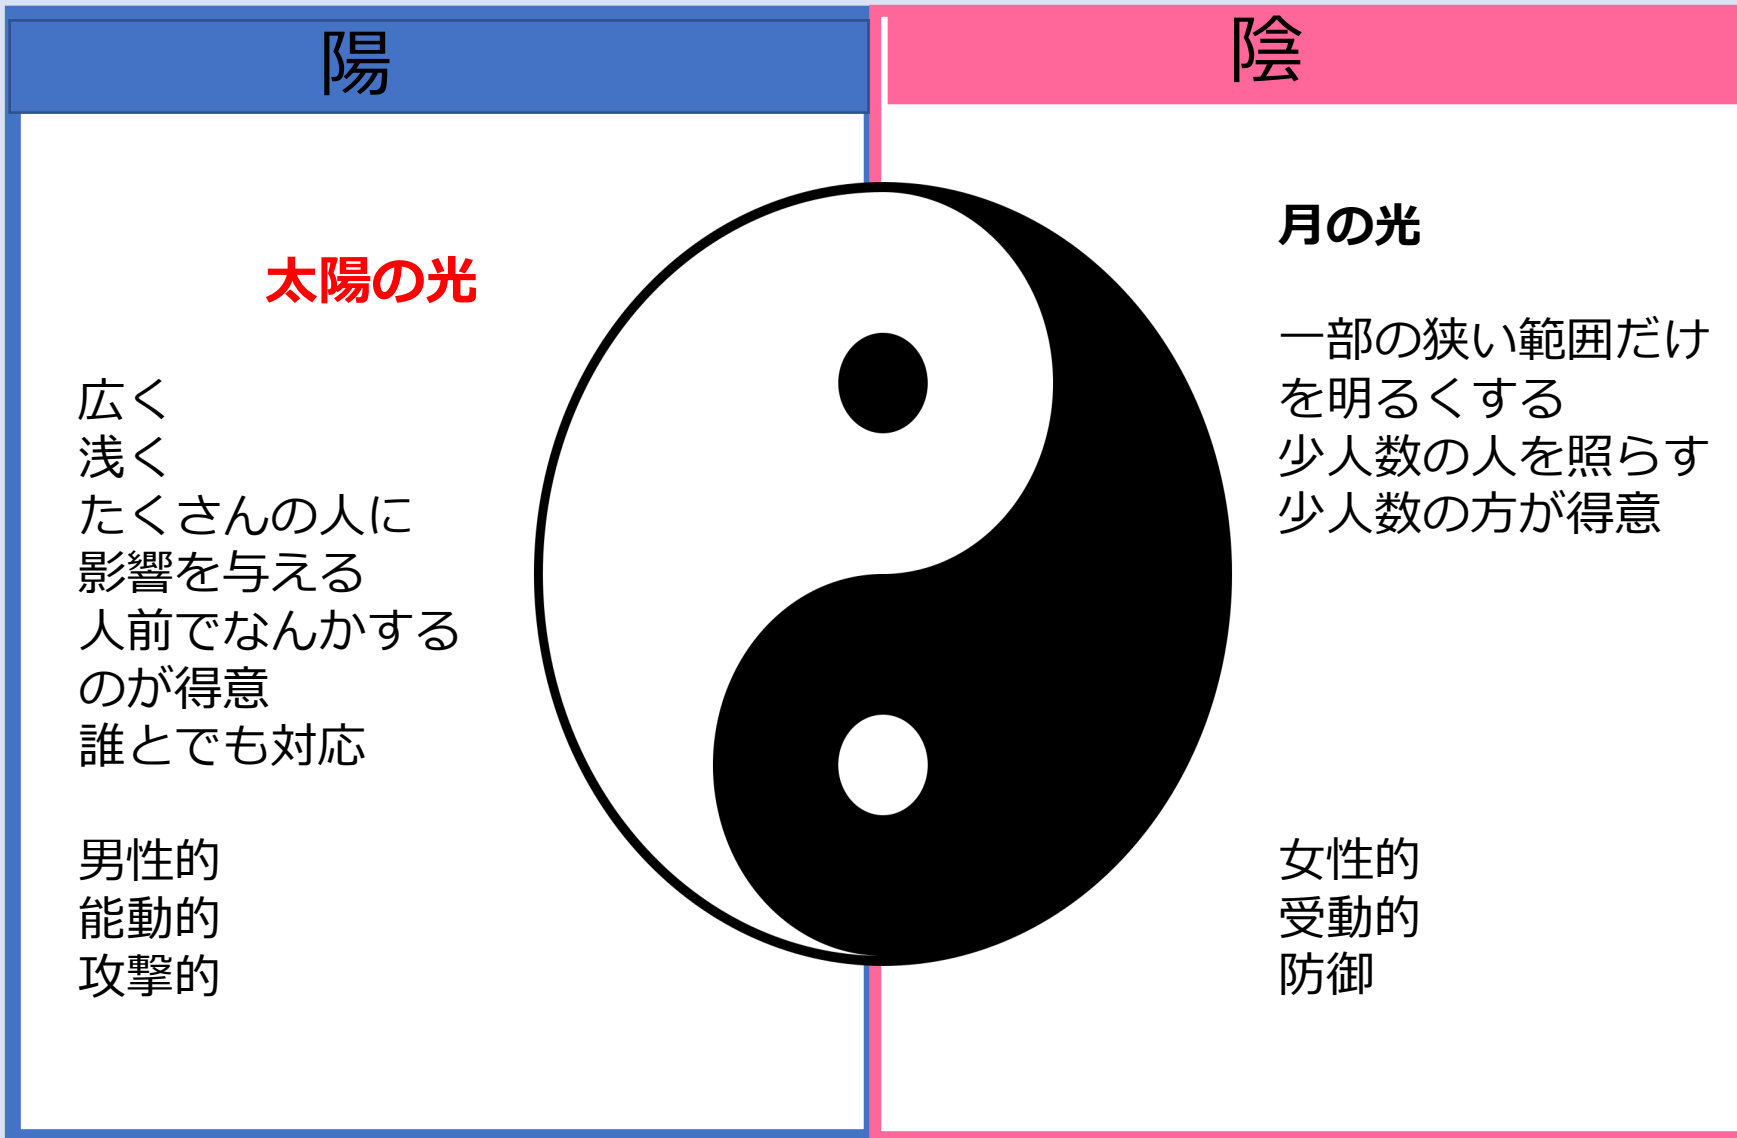 陽
太陽の光
広く
浅く
たくさんの人に
影響を与える
人前でなんかする
のが得意
誰とでも対応
男性的
能動的
攻撃的
陰
月の光
一部の狭い範囲だけ
を明るくする
少人数の人を照らす
少人数の方が得意
女性的
受動的
防御